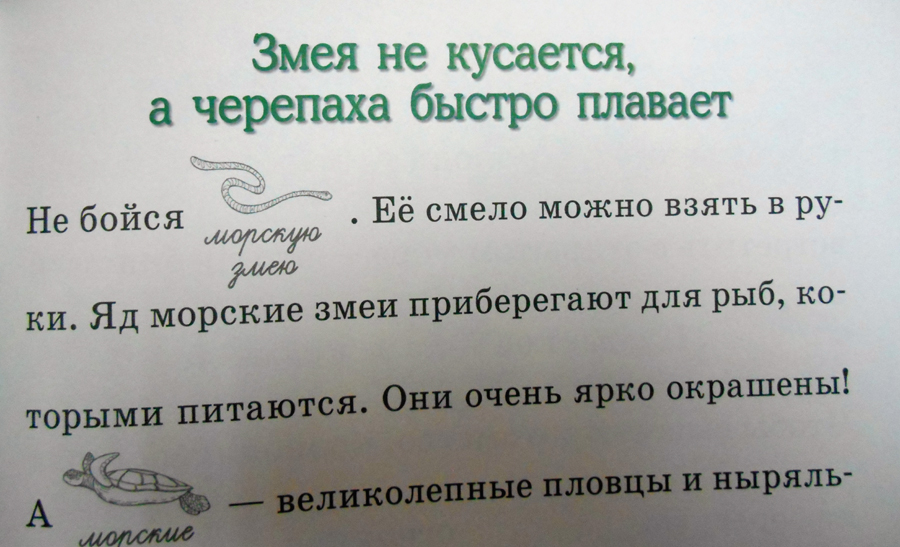 Змея не кусается,
а черепаха быстро плавает
Не бойся морскую змею. Её смело можно взять в ру-
ки. Яд морские змеи приберегают для рыб, ко-
торыми питаются. Они очень ярко окрашены!
А морские — великолепные пловцы и ныряль-